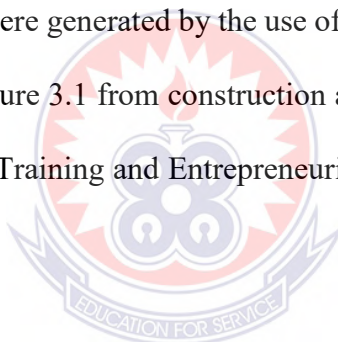 ere generated by the use of
ure 3.1 from construction a
Training and Entrepreneuri
EDUCATION FOR SERVICE